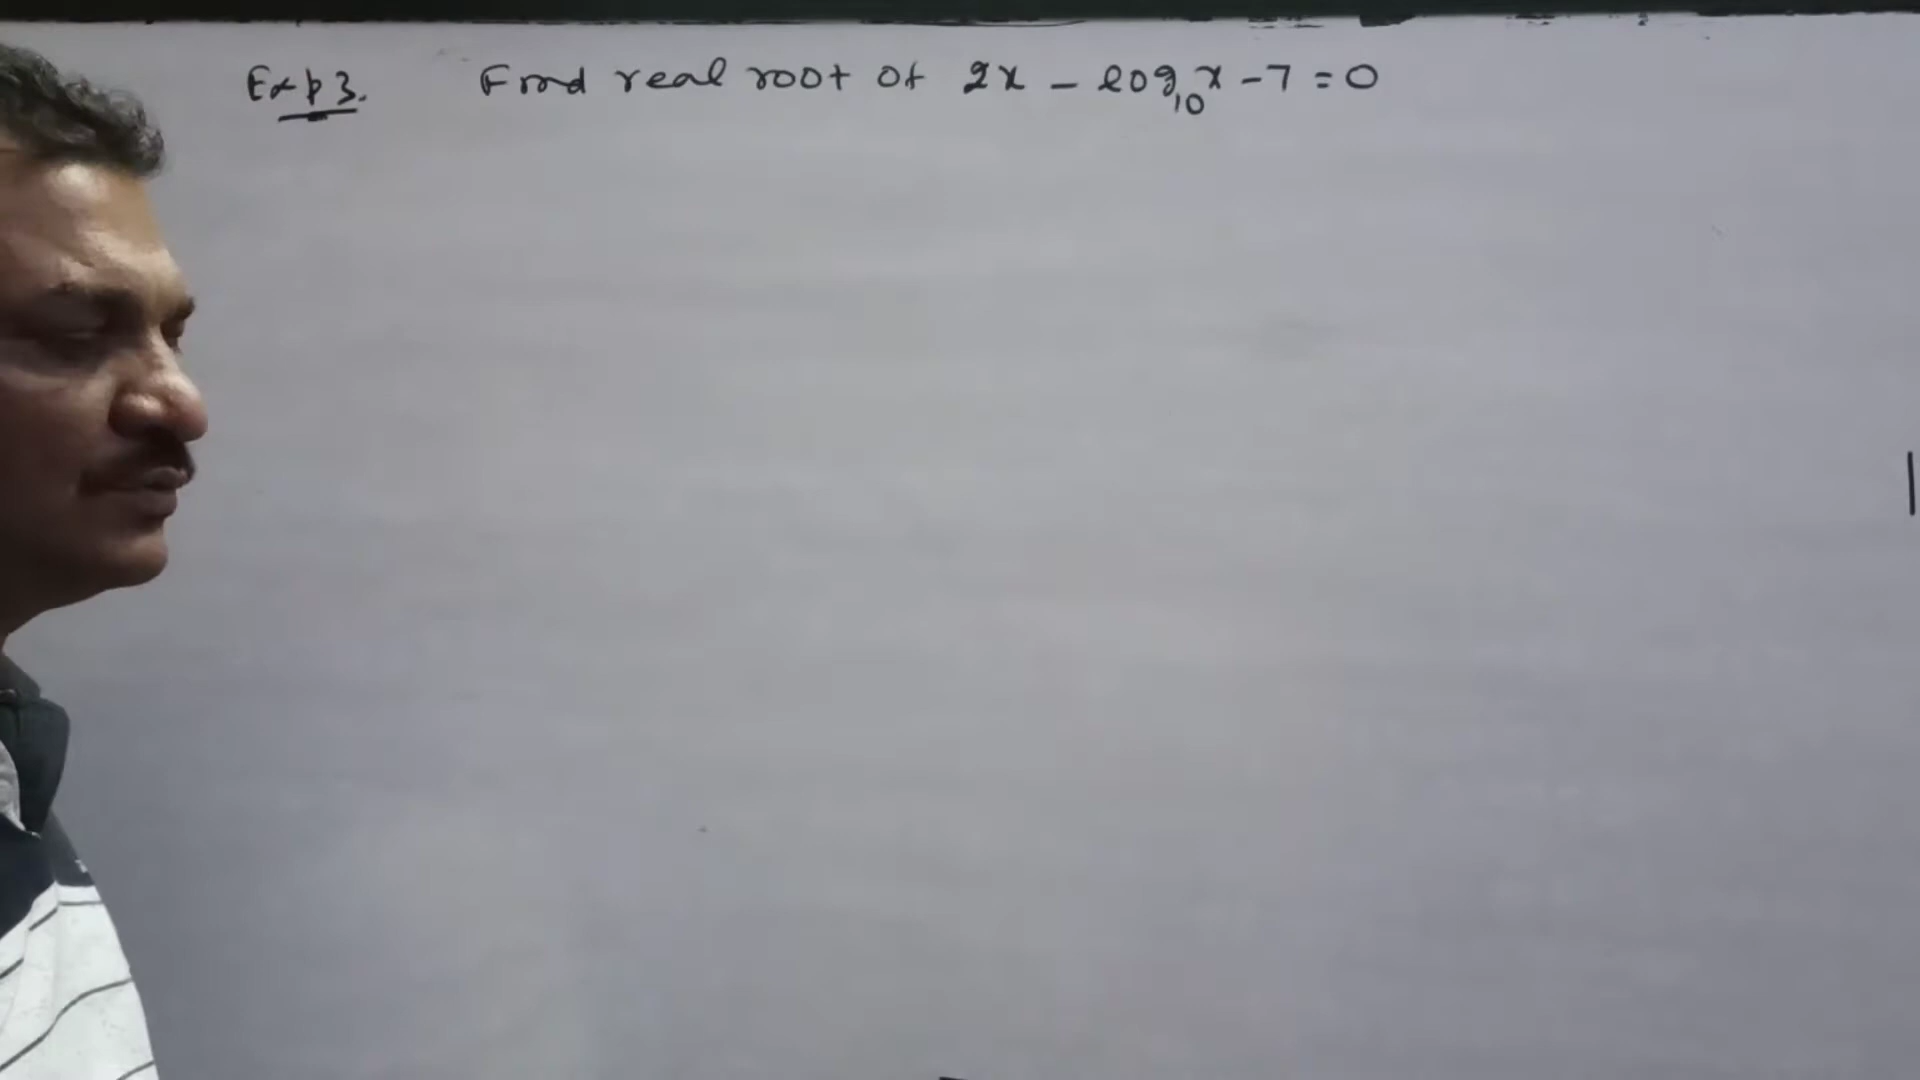 Exp 3. Find real root of 2x - log₁₀x - 7 = 0